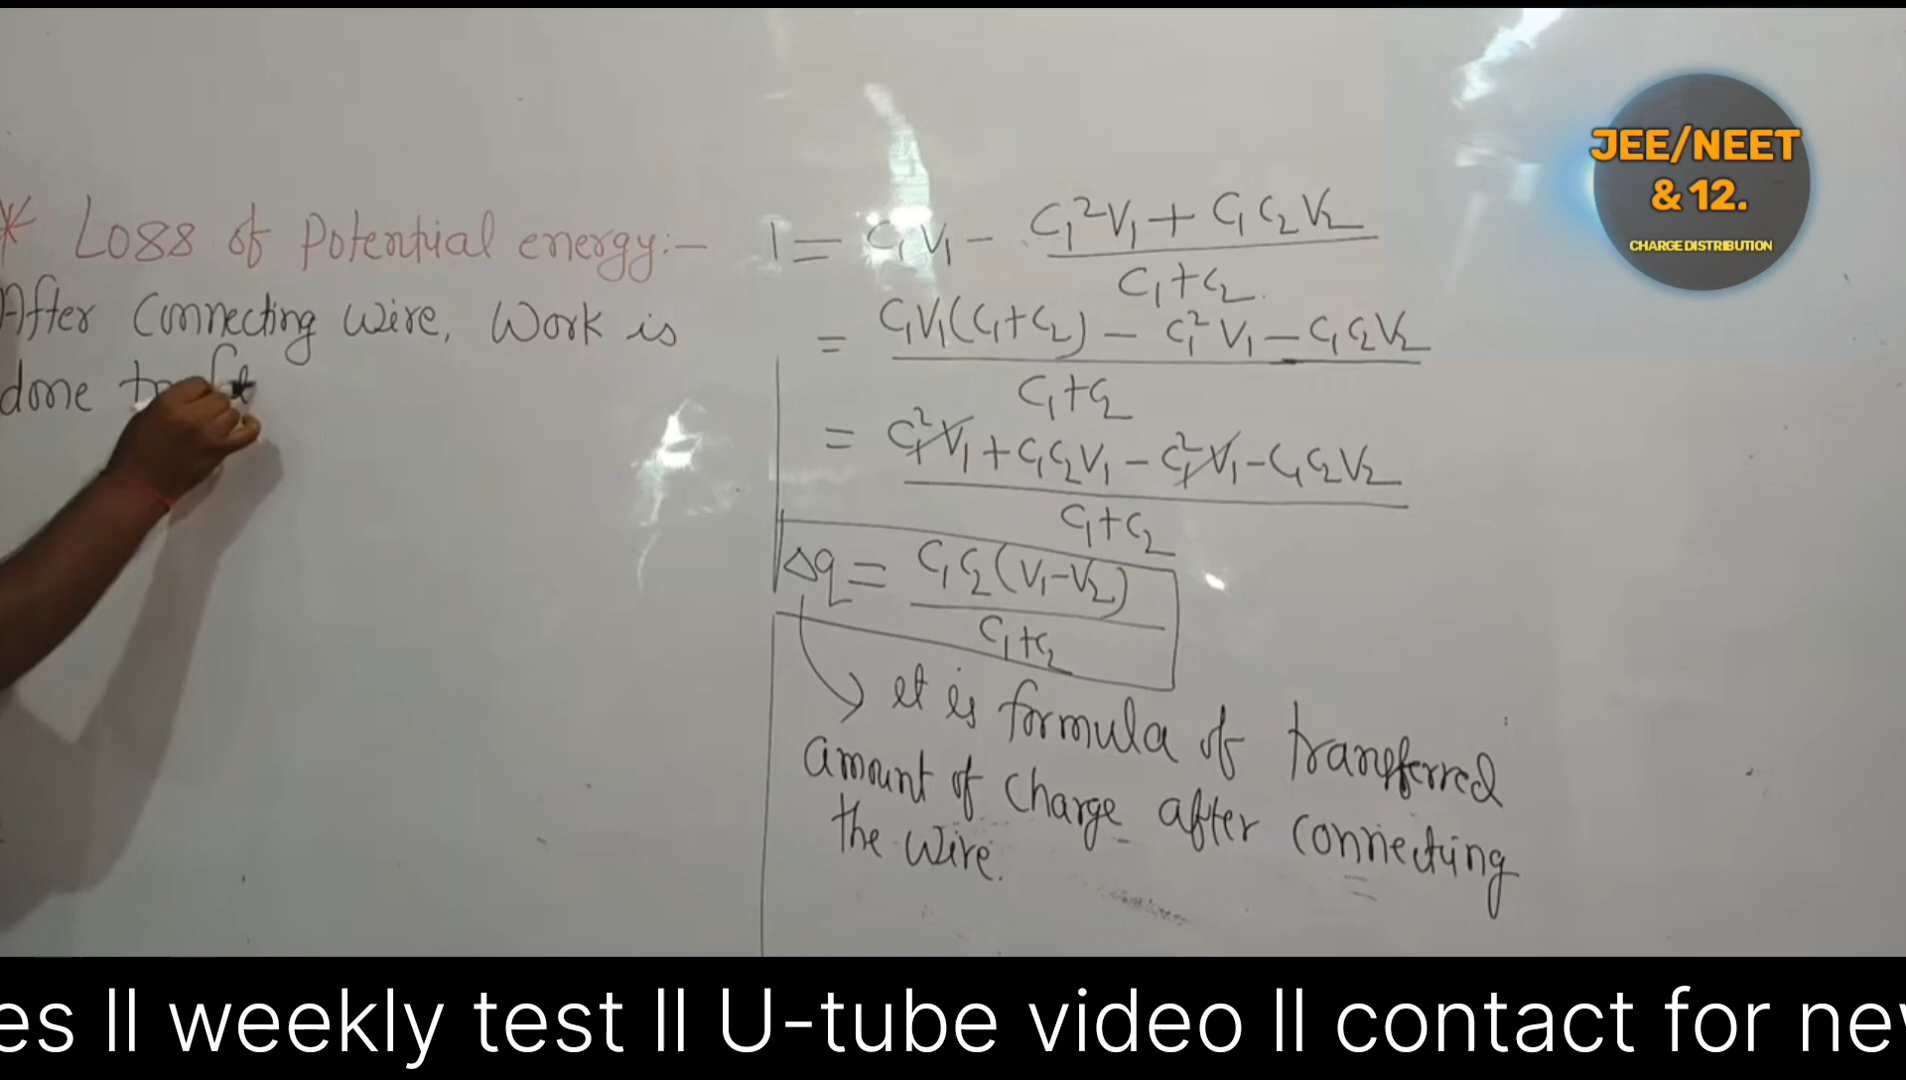 * Loss of Potential energy:-
After Connecting wire, Work is
done
= C₁V₁ - (C₁²V₁ + C₁C₂V₂)/(C₁+C₂)
= (C₁V₁(C₁+C₂) - C₁²V₁ - C₁C₂V₂)/(C₁+C₂)
= (C₁²V₁ + C₁C₂V₁ - C₁²V₁ - C₁C₂V₂)/(C₁+C₂)
Δq = C₁C₂(V₁-V₂)/(C₁+C₂)
→ It is formula of transferred
amount of charge after connecting
the wire.
JEE/NEET
& 12.
CHARGE DISTRIBUTION
es ll weekly test ll U-tube video ll contact for ne